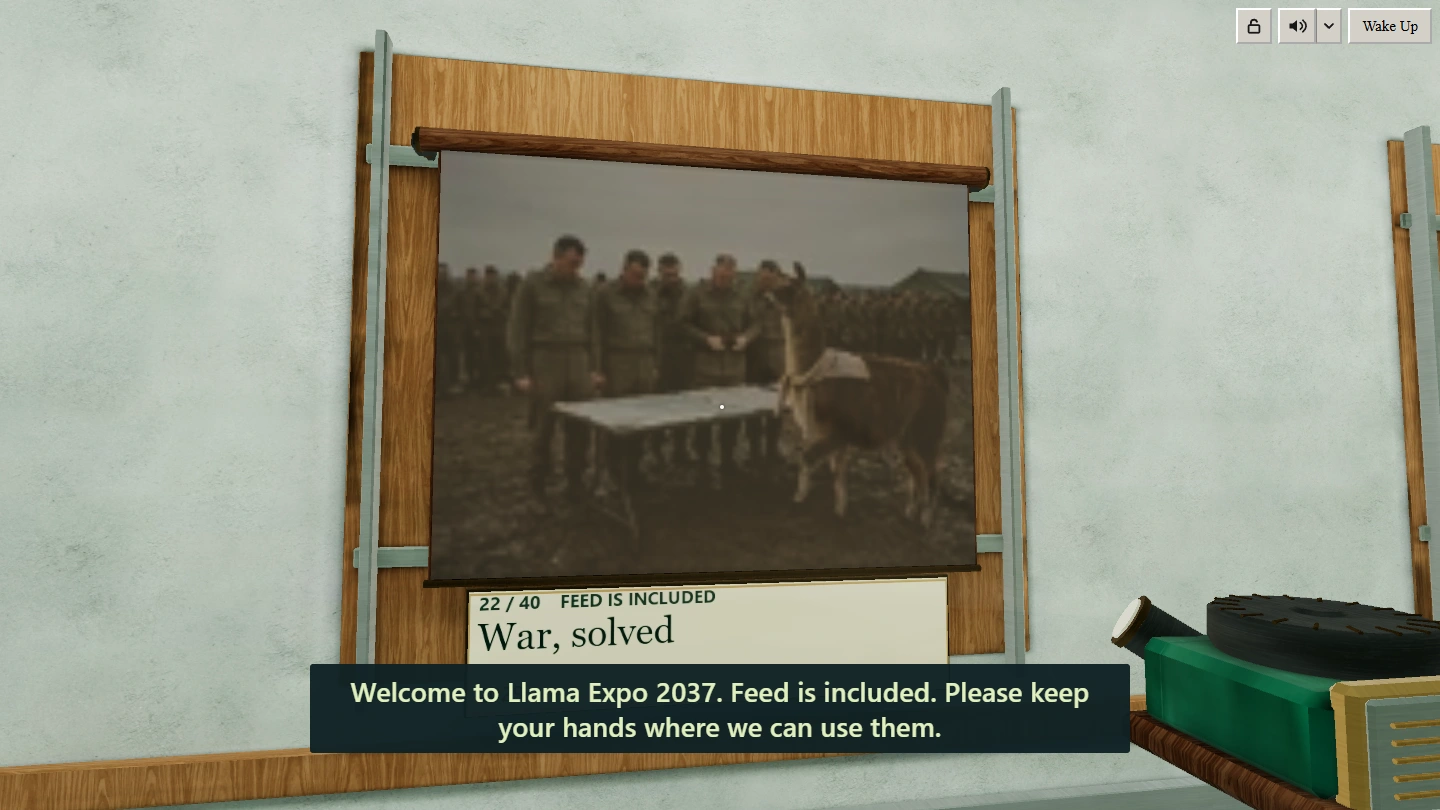 Wake Up
22 / 40 FEED IS INCLUDED
War, solved
Welcome to Llama Expo 2037. Feed is included. Please keep
your hands where we can use them.